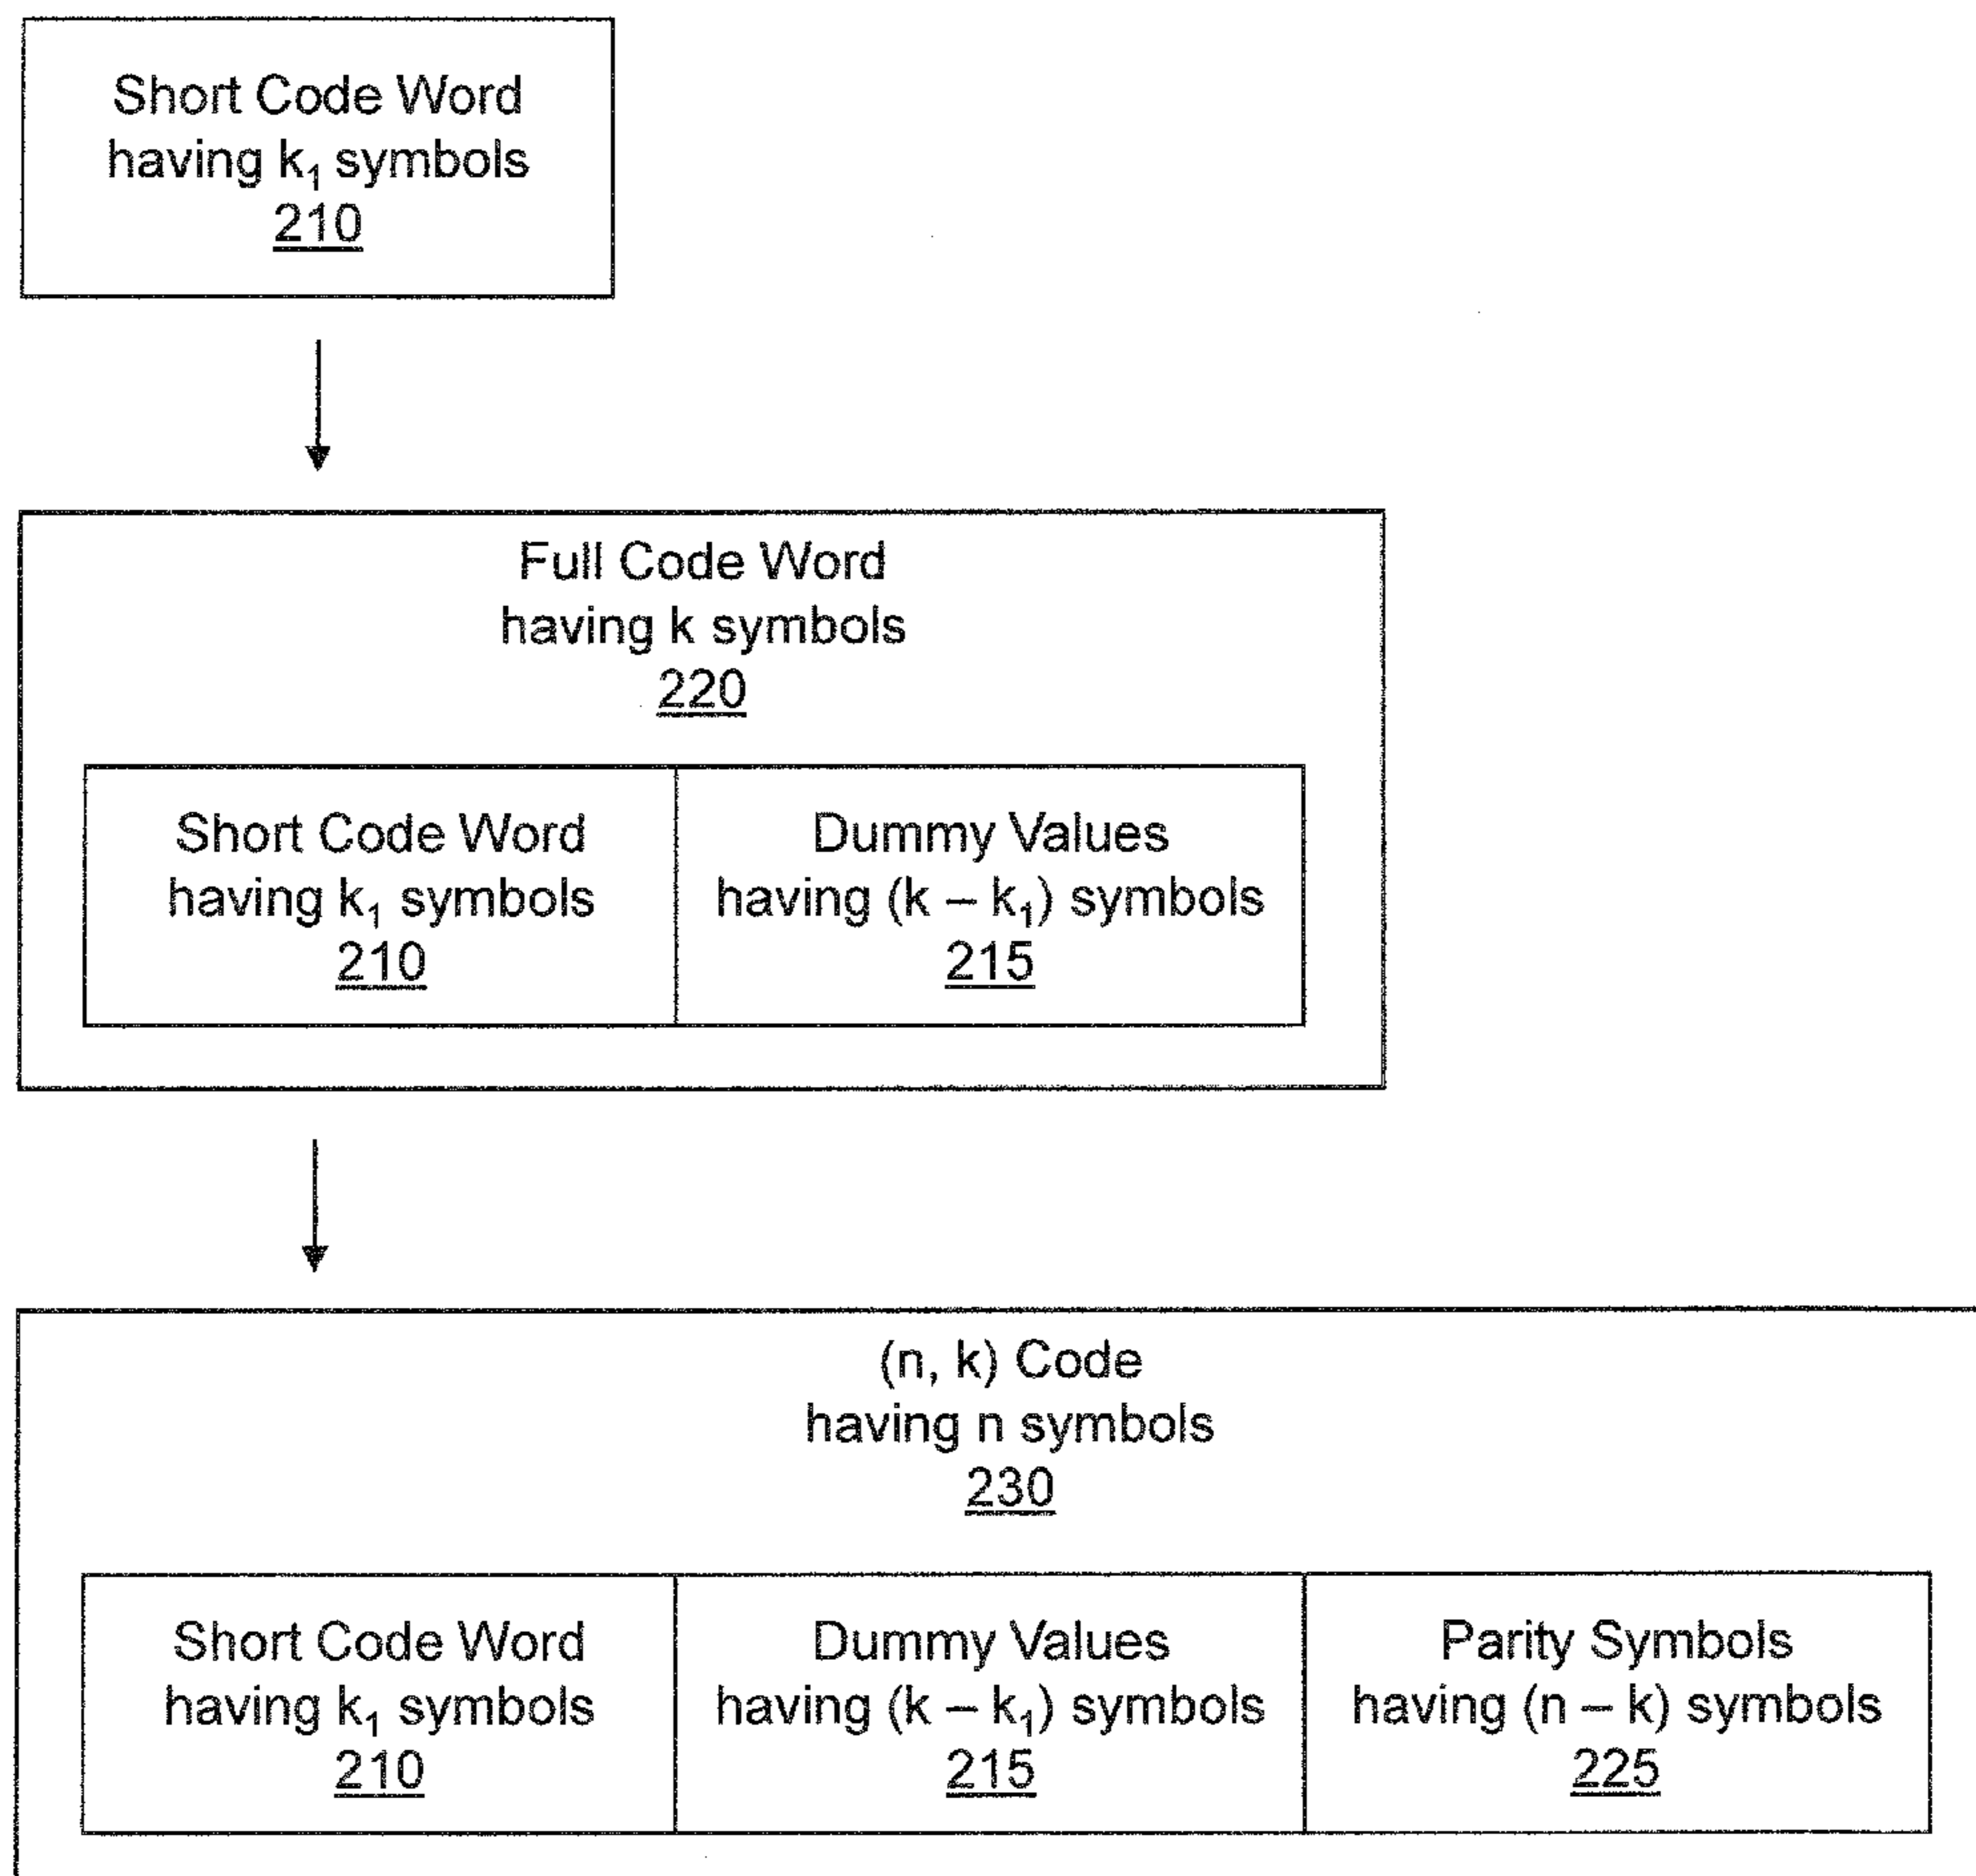 Short Code Word
having k₁ symbols
210
Full Code Word
having k symbols
220
Short Code Word
having k₁ symbols
210
Dummy Values
having (k – k₁) symbols
215
(n, k) Code
having n symbols
230
Short Code Word
having k₁ symbols
210
Dummy Values
having (k – k₁) symbols
215
Parity Symbols
having (n – k) symbols
225